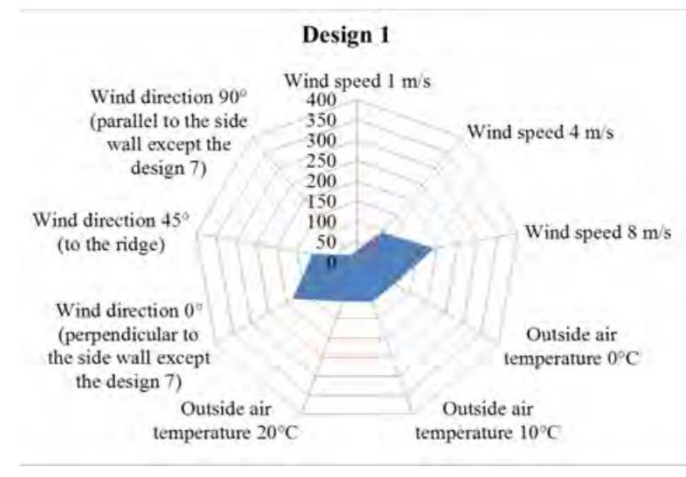 Design 1
Wind speed 1 m/s
Wind direction 90°
(parallel to the side
wall except the
design 7)
400
350
300
250
200
150
100
50
0
Wind speed 4 m/s
Wind direction 45°
(to the ridge)
Wind speed 8 m/s
Wind direction 0°
(perpendicular to
the side wall except
the design 7)
Outside air
temperature 0°C
Outside air
temperature 20°C
Outside air
temperature 10°C